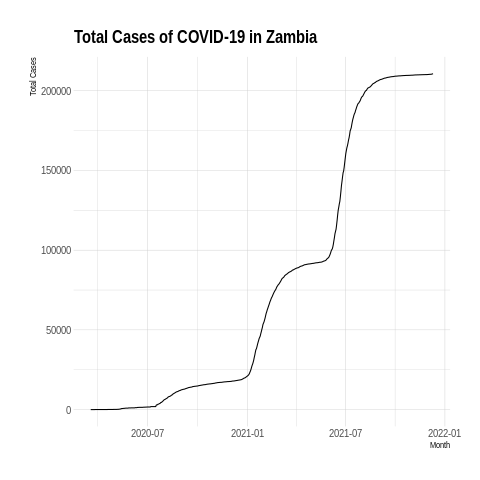 Total Cases of COVID-19 in Zambia
Total Cases
200000
150000
100000
50000
0
2020-07 2021-01 2021-07 2022-01
Month